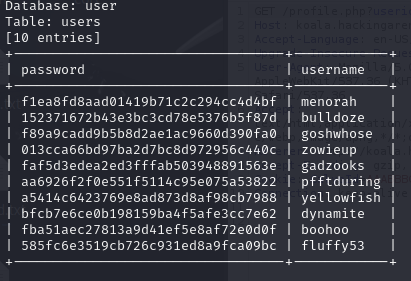 Database: user
Table: users
[10 entries]
| password | username |
| f1ea8fd8aad01419b71c2c294cc4d4bf | menorah |
| 152371672b43e3bc3cd78e5376b5f87d | bulldoze |
| f89a9cadd9b5b8d2ae1ac9660d390fa0 | goshwhose |
| 013cca66bd97ba2d7bc8d972956c440c | zowieup |
| faf5d3edea2ed3fffab503948891563e | gadzooks |
| aa6926f2f0e551f5114c95e075a53822 | pfftduring |
| a5414c6423769e8ad873d8af98cb7988 | yellowfish |
| bfcb7e6ce0b198159ba4f5afe3cc7e62 | dynamite |
| fba51aec27813a9d41ef5e8af72e0d0f | boohoo |
| 585fc6e3519cb726c931ed8a9fca09bc | fluffy53 |